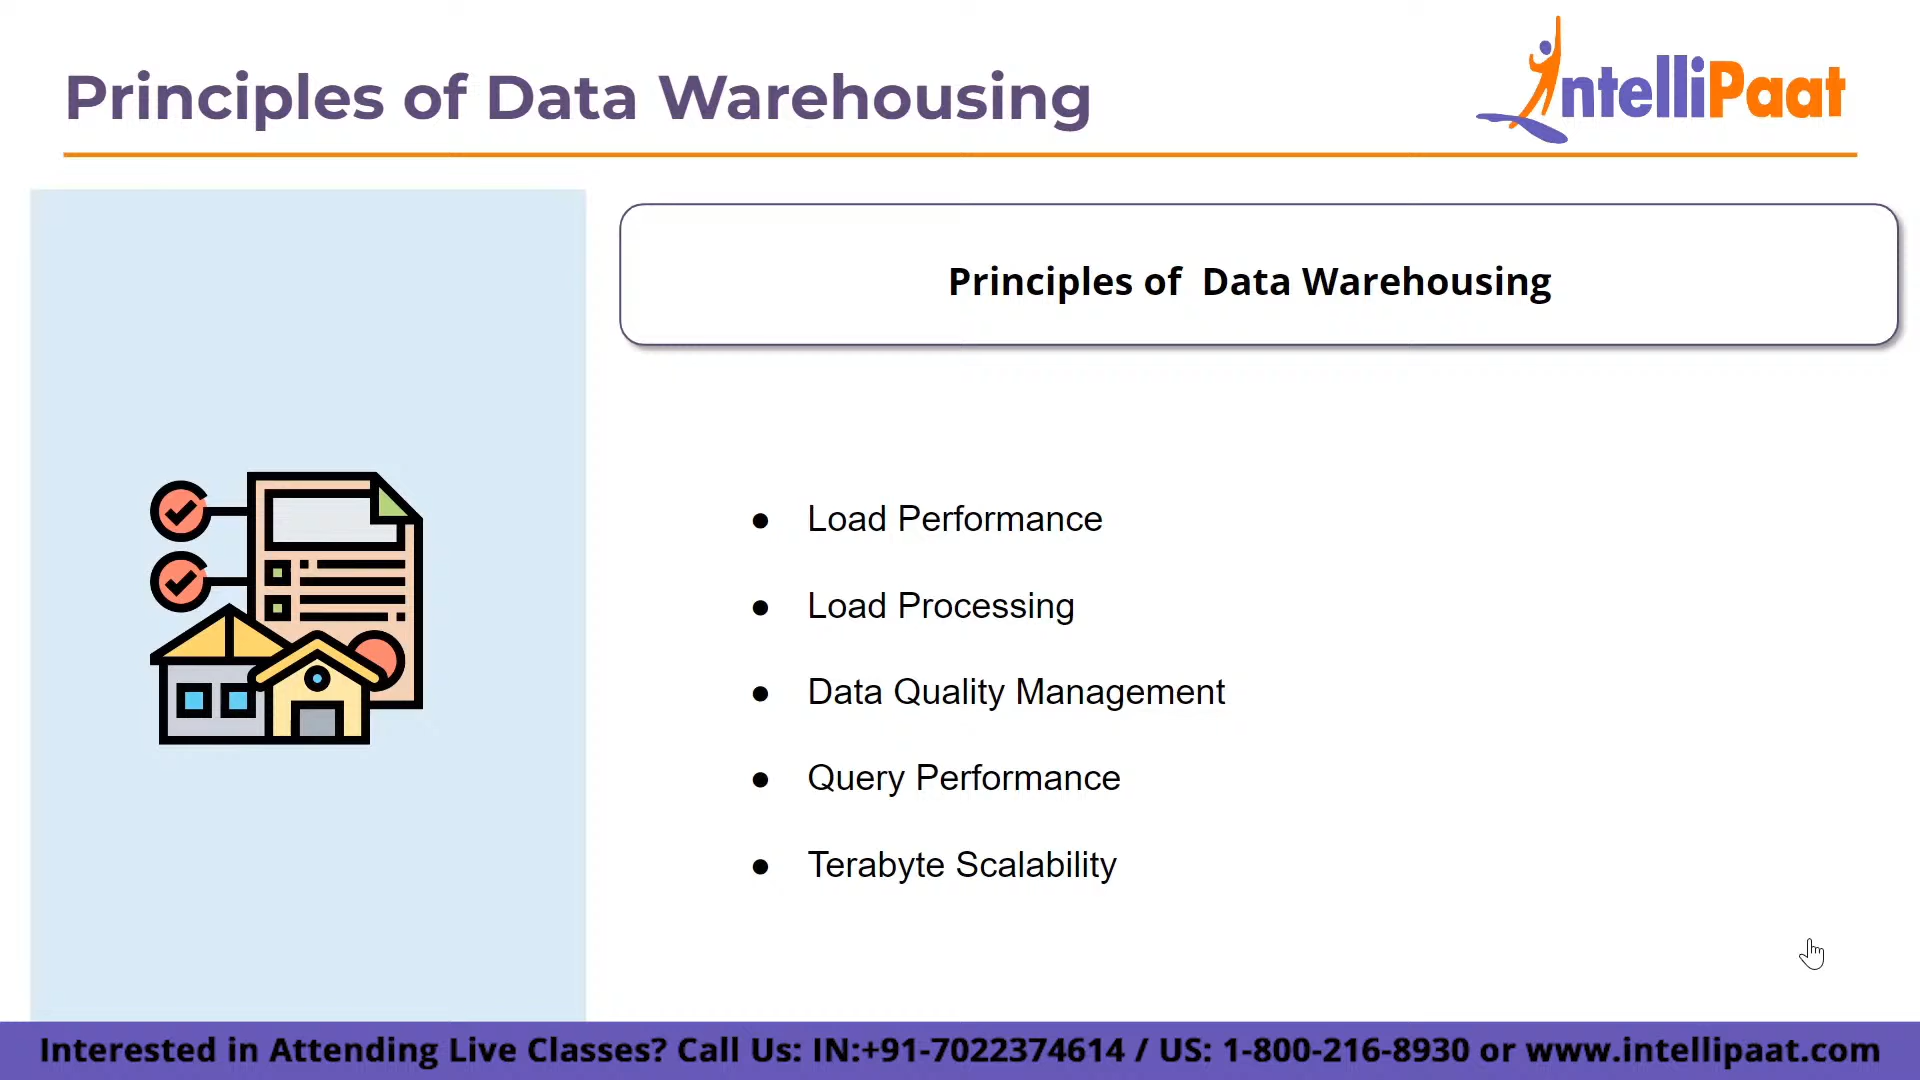 Principles of Data Warehousing
IntelliPaat
Principles of  Data Warehousing
● Load Performance
● Load Processing
● Data Quality Management
● Query Performance
● Terabyte Scalability
Interested in Attending Live Classes? Call Us: IN:+91-7022374614 / US: 1-800-216-8930 or www.intellipaat.com